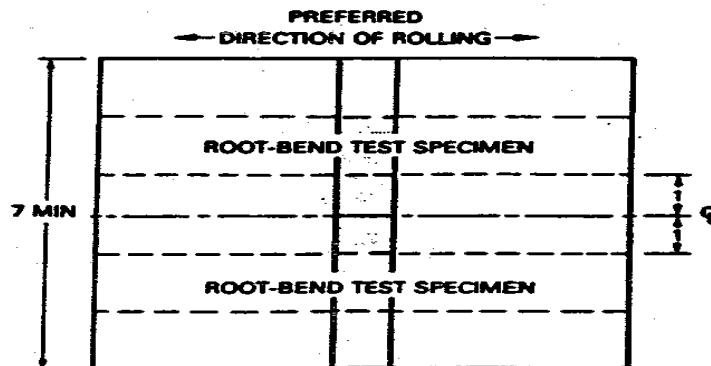 PREFERRED
DIRECTION OF ROLLING
ROOT-BEND TEST SPECIMEN
7 MIN
1
1
ROOT-BEND TEST SPECIMEN